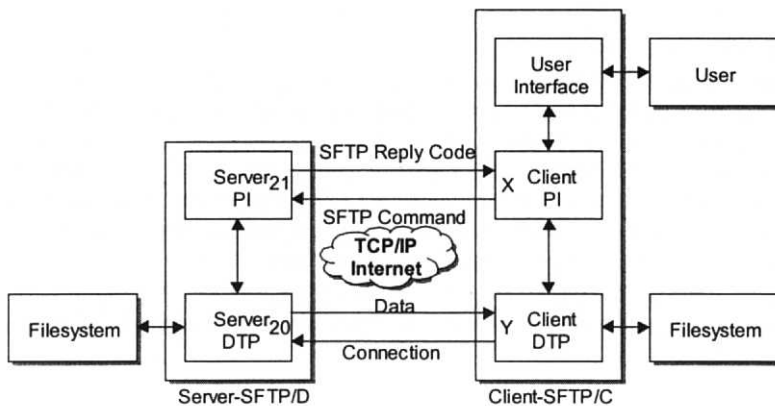 User
Interface
User
SFTP Reply Code
Server 21
PI
X
Client
PI
SFTP Command
TCP/IP
Internet
Data
Filesystem
Server 20
DTP
Y
Client
DTP
Filesystem
Connection
Server-SFTP/D
Client-SFTP/C